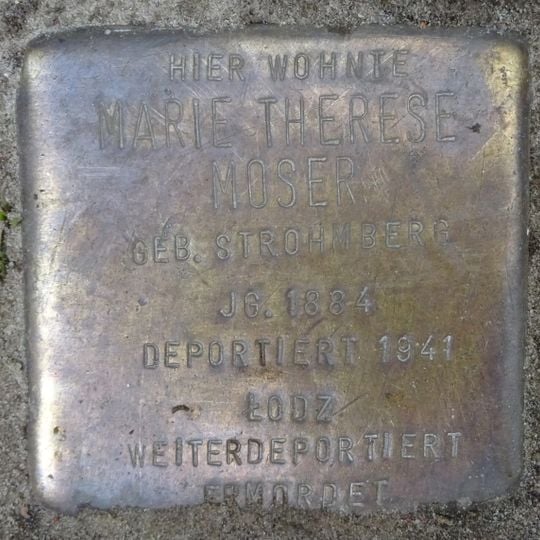 HIER WOHNTE
MARIE THERESE
MOSER
GEB. STROHMBERG
JG. 1884
DEPORTIERT 1941
ŁODZ
WEITERDEPORTIERT
ERMORDET